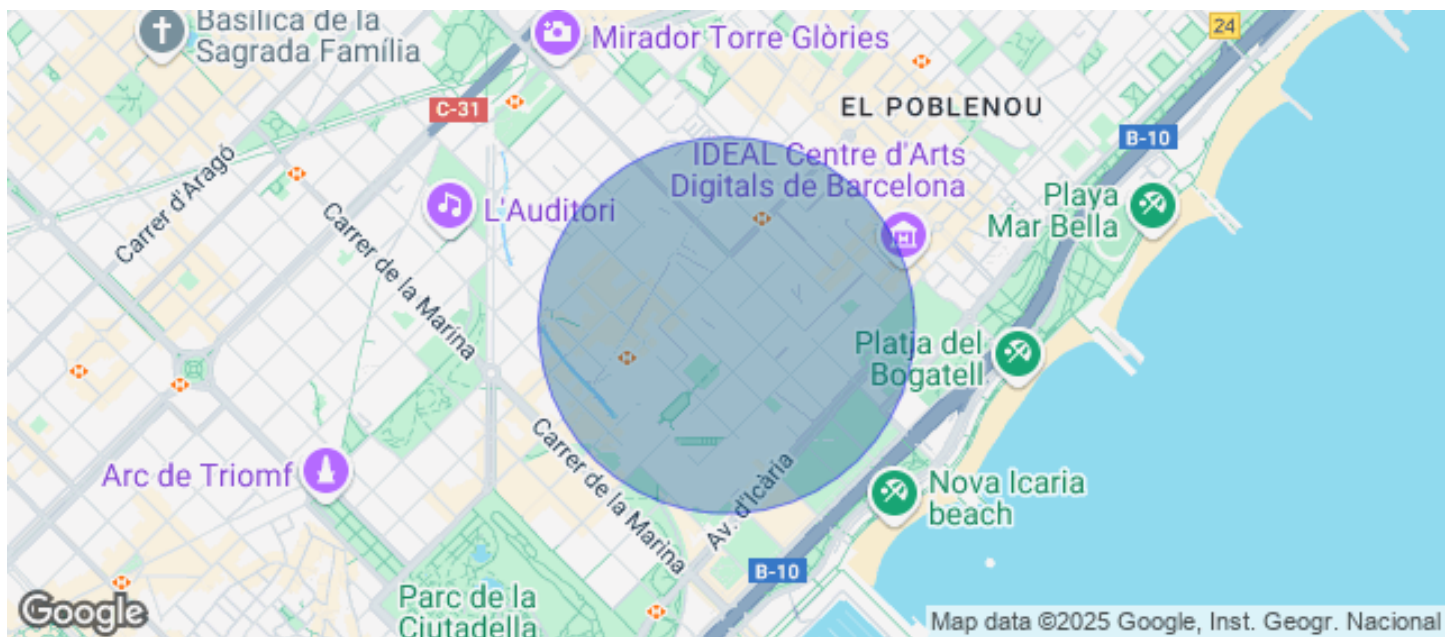 Basílica de la
Sagrada Família
Mirador Torre Glòries
24
C-31
EL POBLENOU
B-10
IDEAL Centre d'Arts
Digitals de Barcelona
Carrer d'Aragó
L'Auditori
Playa
Mar Bella
Carrer de la Marina
Platja del
Bogatell
Arc de Triomf
Carrer de la Marina
Av. d'Icària
Nova Icaria
beach
B-10
Parc de la
Ciutadella
Google
Map data ©2025 Google, Inst. Geogr. Nacional